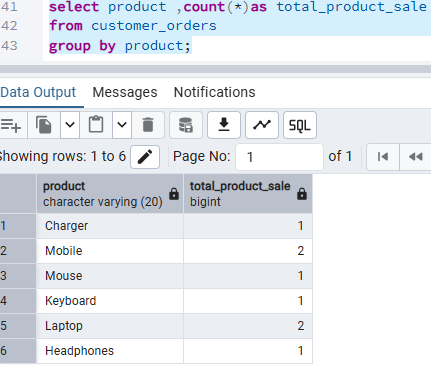 41 select product ,count(*)as total_product_sale
42 from customer_orders
43 group by product;
Data Output Messages Notifications
SQL
Showing rows: 1 to 6 Page No: 1 of 1
product total_product_sale
character varying (20) bigint
1 Charger 1
2 Mobile 2
3 Mouse 1
4 Keyboard 1
5 Laptop 2
6 Headphones 1